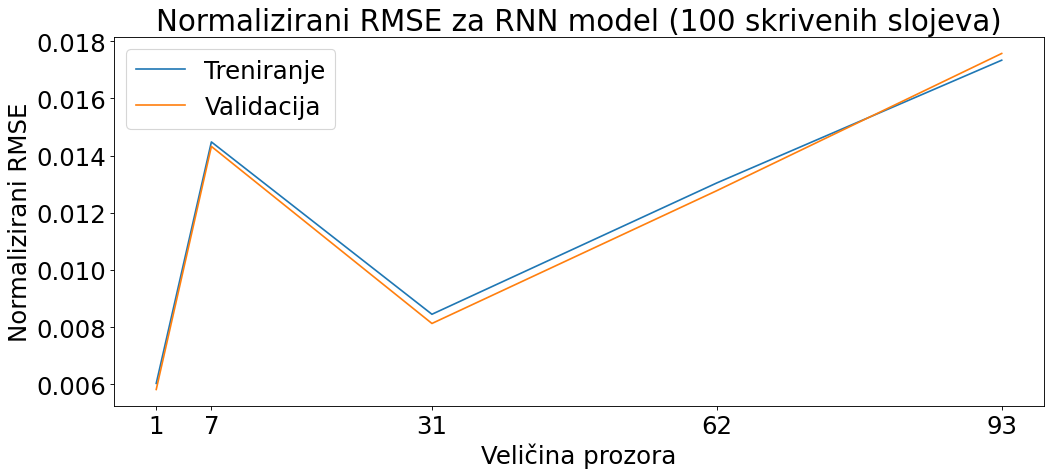 Normalizirani RMSE za RNN model (100 skrivenih slojeva)
Treniranje
Validacija
Normalizirani RMSE
0.018
0.016
0.014
0.012
0.010
0.008
0.006
1 7 31 62 93
Veličina prozora